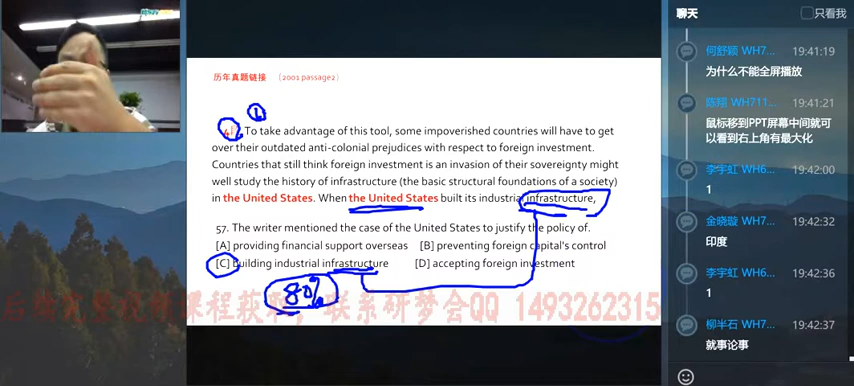 历年真题链接 (2001.passage2)
4. To take advantage of this tool, some impoverished countries will have to get
over their outdated anti-colonial prejudices with respect to foreign investment.
Countries that still think foreign investment is an invasion of their sovereignty might
well study the history of infrastructure (the basic structural foundations of a society)
in the United States. When the United States built its industrial infrastructure,
57. The writer mentioned the case of the United States to justify the policy of.
[A] providing financial support overseas [B] preventing foreign capital's control
[C] building industrial infrastructure [D] accepting foreign investment
80%
课程获取, 联系研梦会QQ 1493262315
聊天
只看我
何舒颖 WH7... 19:41:19
为什么不能全屏播放
陈翔 WH711... 19:41:21
鼠标移到PPT屏幕中间就可
以看到右上角有最大化
李宇虹 WH6... 19:42:00
1
金晓璇 WH7... 19:42:32
印度
李宇虹 WH6... 19:42:36
1
柳半石 WH7... 19:42:37
就事论事